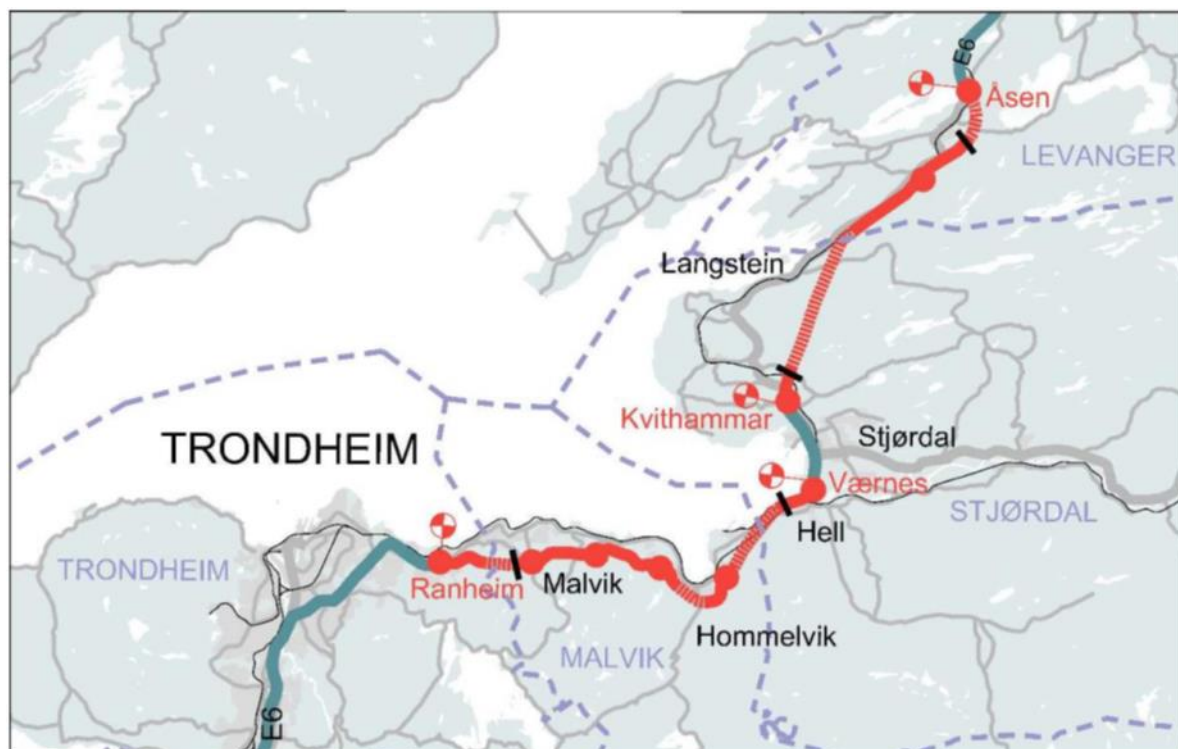 E6
Åsen
LEVANGER
Langstein
Kvithammar
Stjørdal
TRONDHEIM
Værnes
STJØRDAL
Hell
TRONDHEIM
Ranheim
Malvik
Hommelvik
MALVIK
E6